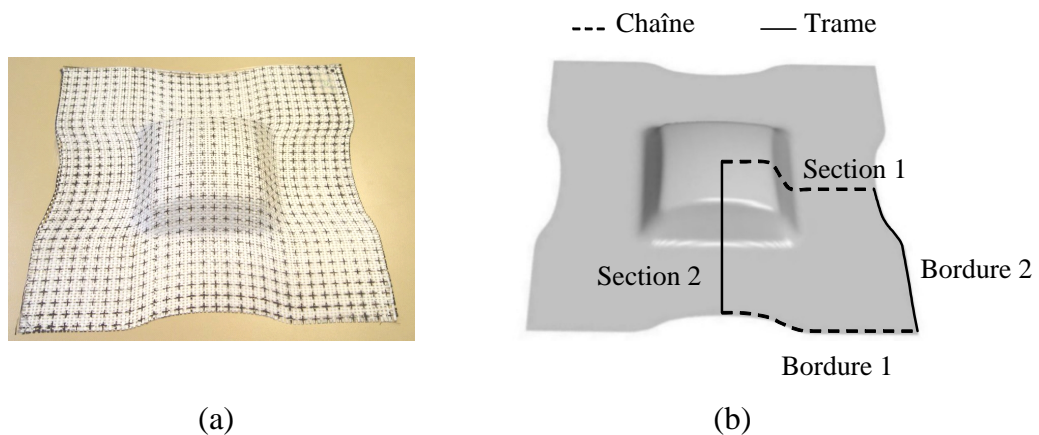 Chaîne
Trame
Section 1
Section 2
Bordure 2
Bordure 1
(a)
(b)